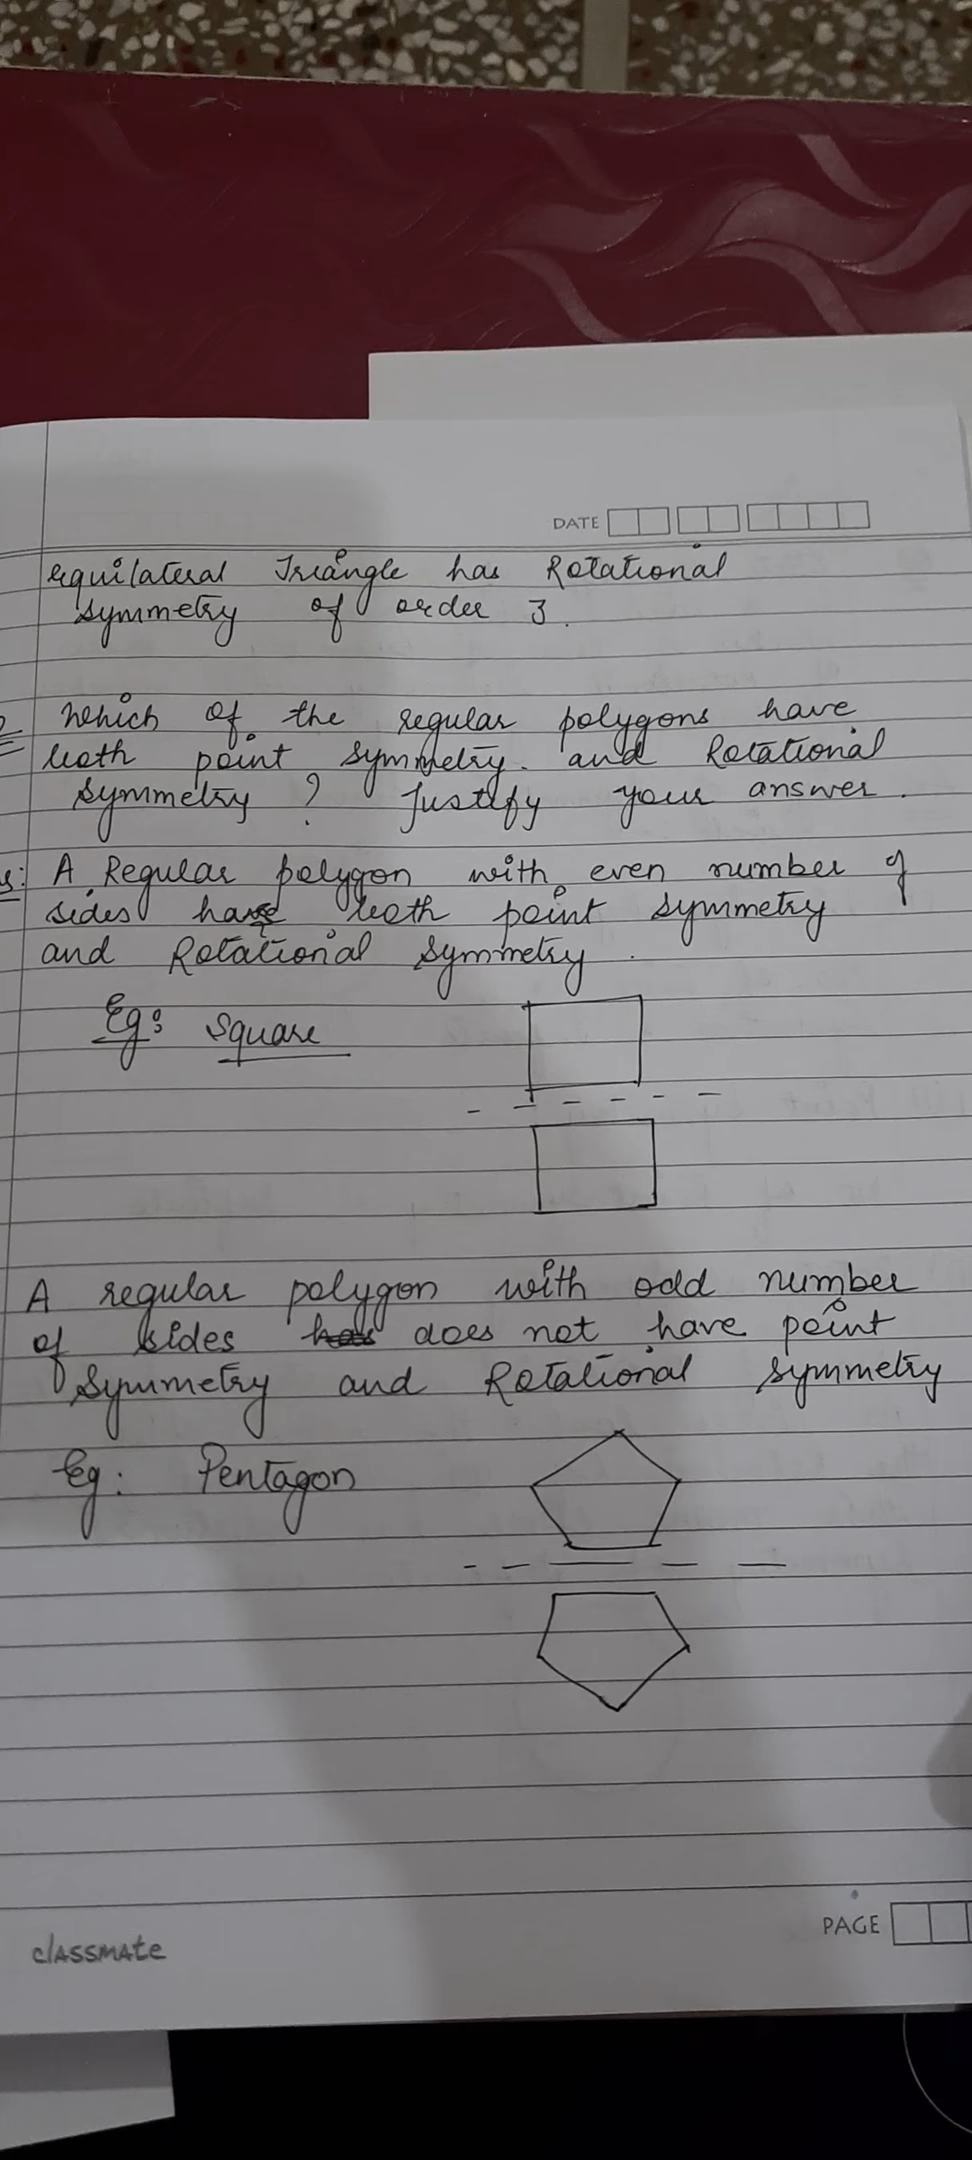 DATE
equilateral Triangle has Rotational
symmetry of order 3.
2 Which of the regular polygons have
both point symmetry. and Rotational
symmetry ? Justify your answer.
s: A Regular polygon with even number of
sides have both point symmetry
and Rotational symmetry.
Eg: Square
A regular polygon with odd number
of sides has does not have point
symmetry and Rotational symmetry
Eg: Pentagon
PAGE
classmate